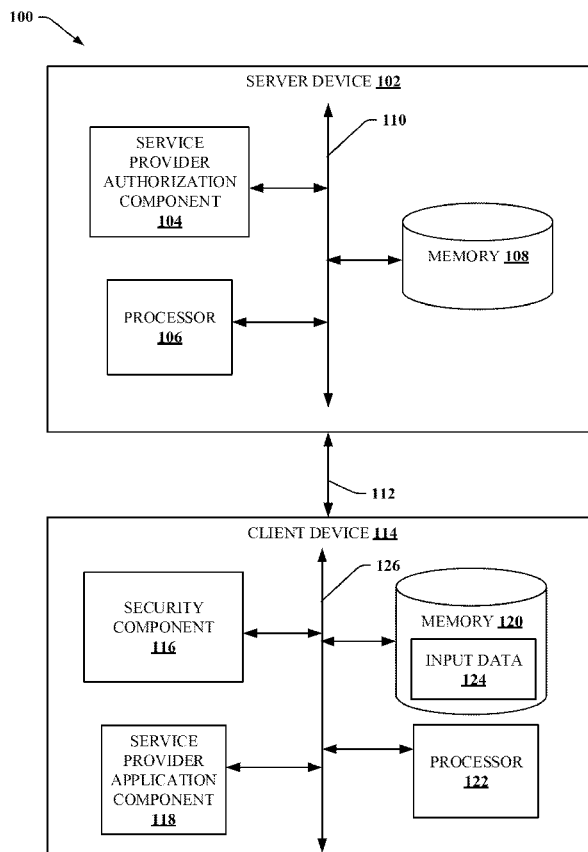 100
SERVER DEVICE 102
110
SERVICE
PROVIDER
AUTHORIZATION
COMPONENT
104
MEMORY 108
PROCESSOR
106
112
CLIENT DEVICE 114
126
SECURITY
COMPONENT
116
MEMORY 120
INPUT DATA
124
SERVICE
PROVIDER
APPLICATION
COMPONENT
118
PROCESSOR
122